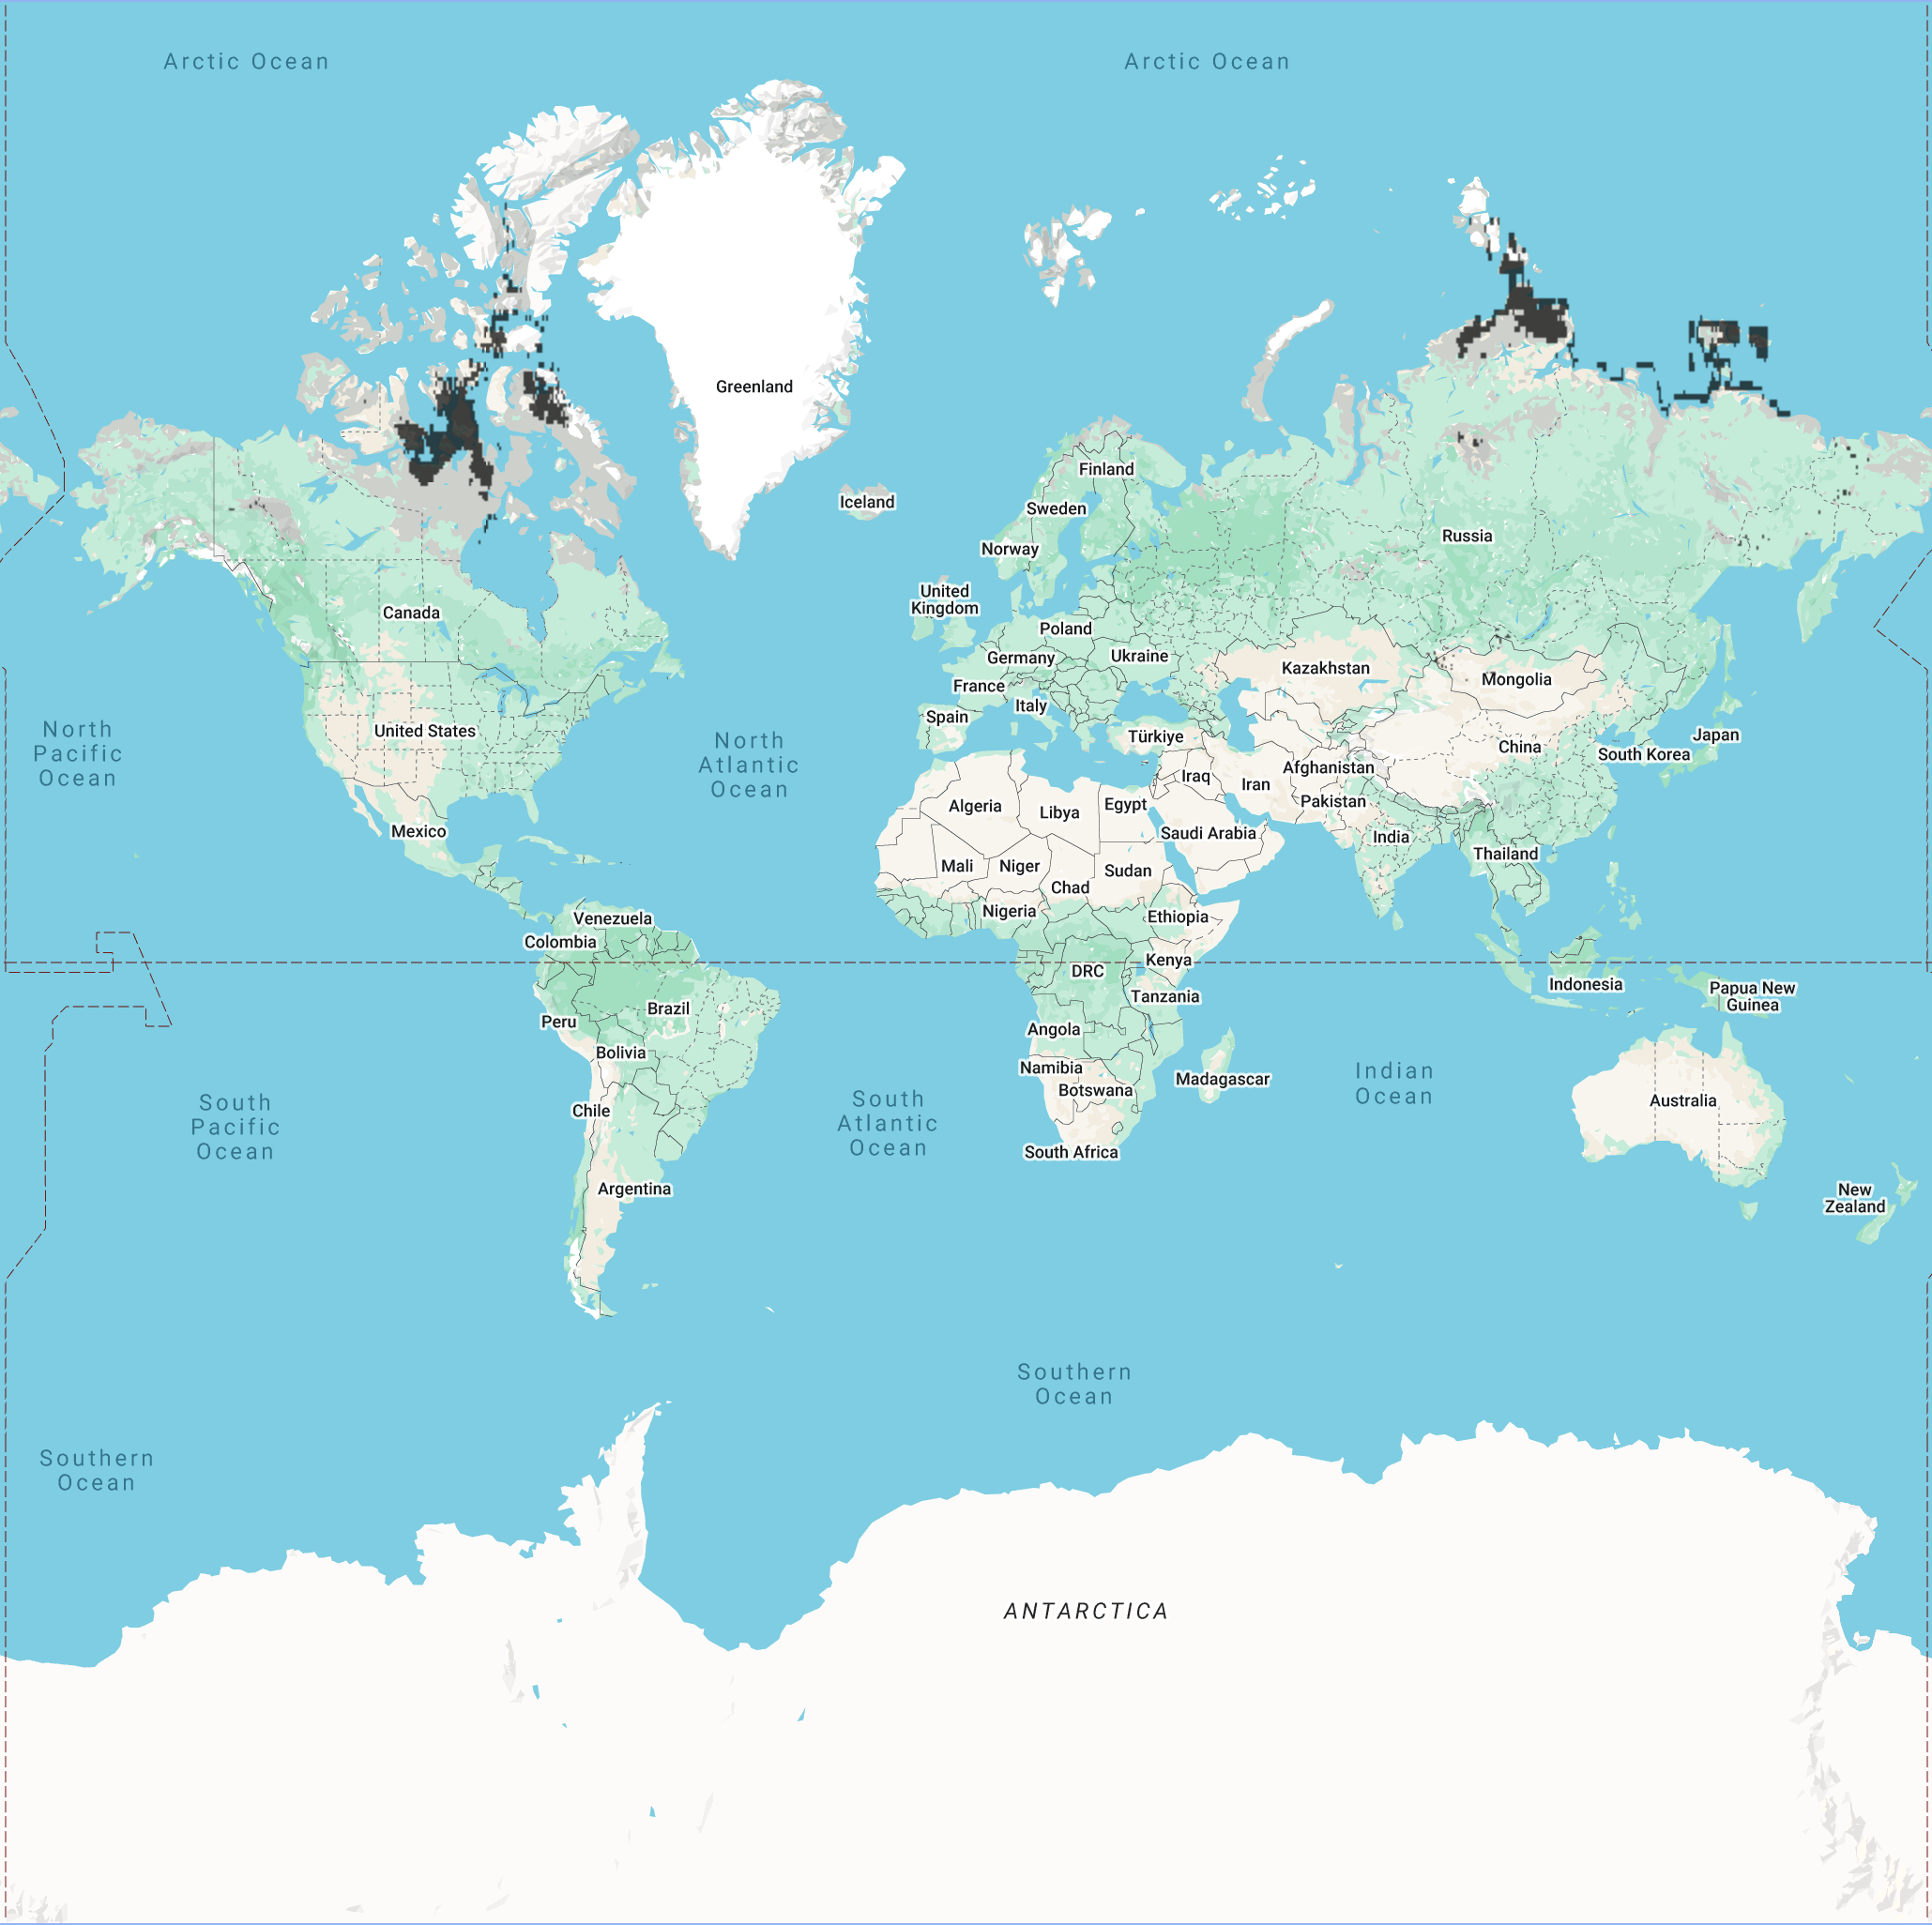 Arctic Ocean
Arctic Ocean
Greenland
Finland
Iceland
Sweden
Russia
Norway
United
Kingdom
Canada
Poland
Ukraine
Germany
Kazakhstan
Mongolia
France
Italy
Spain
United States
Türkiye
Japan
China
South Korea
North
Pacific
Ocean
North
Atlantic
Ocean
Iraq
Iran
Afghanistan
Pakistan
Algeria
Libya
Egypt
Saudi Arabia
India
Mexico
Thailand
Mali
Niger
Sudan
Chad
Nigeria
Ethiopia
Venezuela
Colombia
Kenya
DRC
Indonesia
Papua New
Guinea
Tanzania
Brazil
Peru
Angola
Bolivia
Namibia
Botswana
Madagascar
Indian
Ocean
Australia
Chile
South
Pacific
Ocean
South
Atlantic
Ocean
South Africa
Argentina
New
Zealand
Southern
Ocean
Southern
Ocean
ANTARCTICA